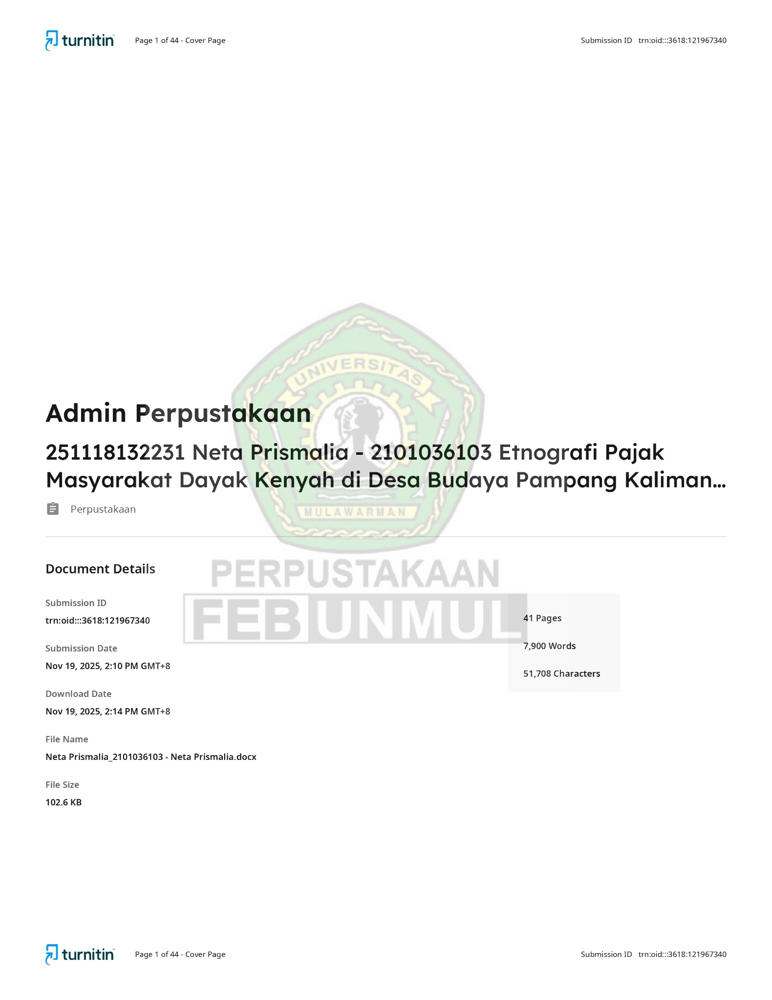 turnitin Page 1 of 44 - Cover Page Submission ID trn:oid:::3618:121967340
UNIVERSITAS
Admin Perpustakaan
251118132231 Neta Prismalia - 2101036103 Etnografi Pajak
Masyarakat Dayak Kenyah di Desa Budaya Pampang Kaliman...
Perpustakaan
MULAWARMAN
Document Details
PERPUSTAKAAN
FEB UNMUL
Submission ID
trn:oid:::3618:121967340
Submission Date
Nov 19, 2025, 2:10 PM GMT+8
Download Date
Nov 19, 2025, 2:14 PM GMT+8
File Name
Neta Prismalia_2101036103 - Neta Prismalia.docx
File Size
102.6 KB
41 Pages
7,900 Words
51,708 Characters
turnitin Page 1 of 44 - Cover Page Submission ID trn:oid:::3618:121967340